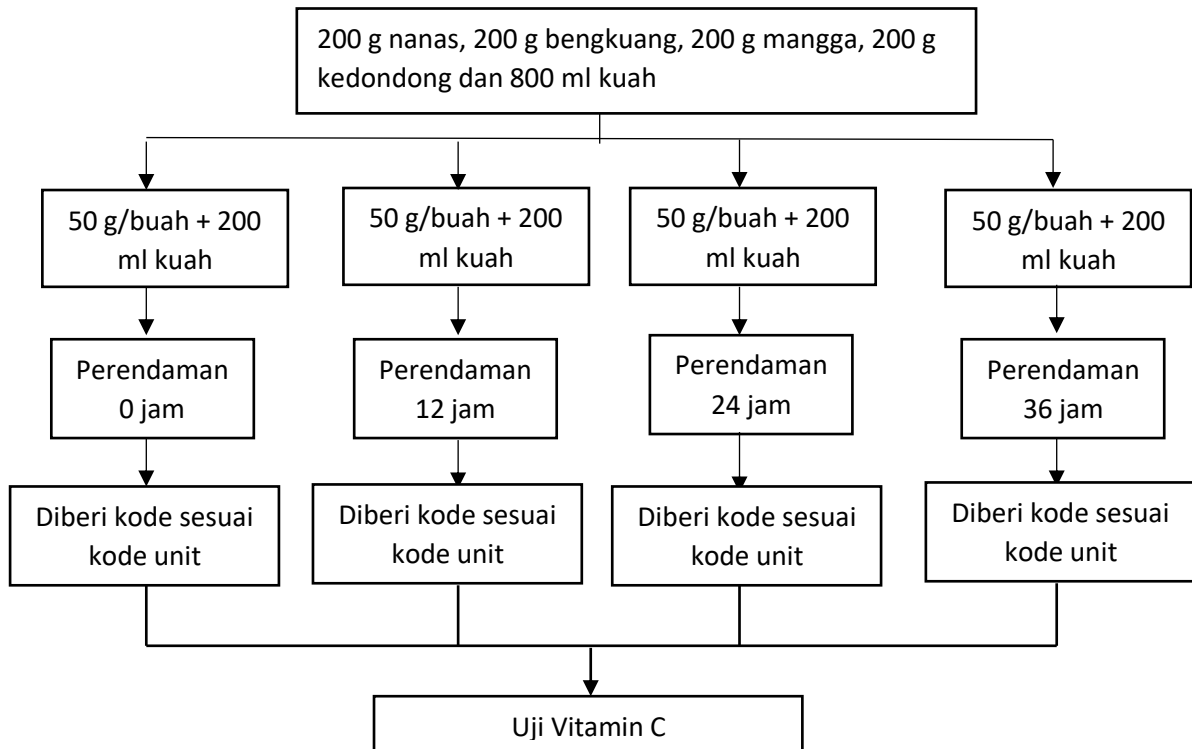 200 g nanas, 200 g bengkuang, 200 g mangga, 200 g
kedondong dan 800 ml kuah
50 g/buah + 200
ml kuah
50 g/buah + 200
ml kuah
50 g/buah + 200
ml kuah
50 g/buah + 200
ml kuah
Perendaman
0 jam
Perendaman
12 jam
Perendaman
24 jam
Perendaman
36 jam
Diberi kode sesuai
kode unit
Diberi kode sesuai
kode unit
Diberi kode sesuai
kode unit
Diberi kode sesuai
kode unit
Uji Vitamin C